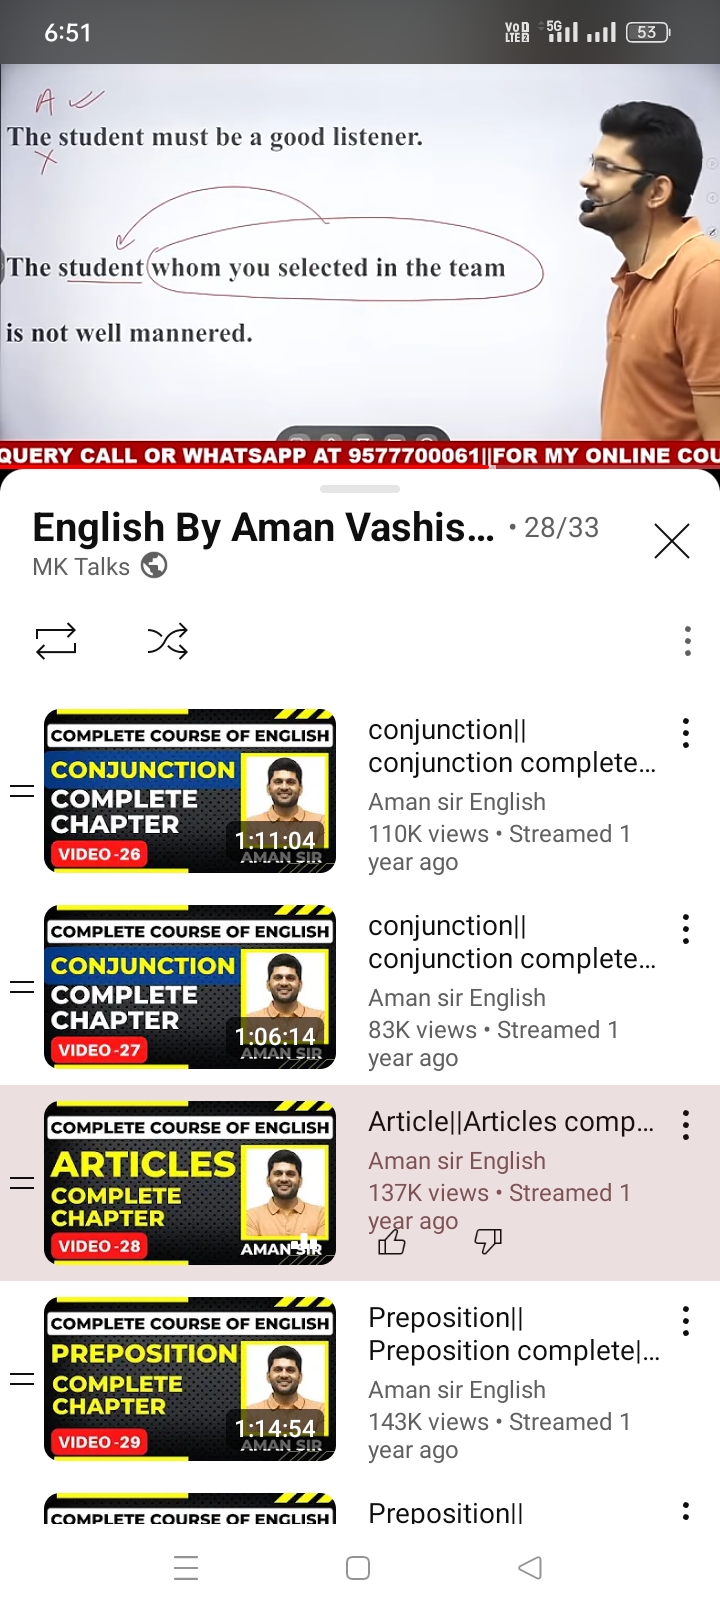 6:51
VoD LTE2 5G 53
A
The student must be a good listener.
The student whom you selected in the team
is not well mannered.
QUERY CALL OR WHATSAPP AT 9577700061||FOR MY ONLINE COU
English By Aman Vashis... • 28/33
MK Talks
COMPLETE COURSE OF ENGLISH
CONJUNCTION
COMPLETE
CHAPTER
VIDEO-26
1:11:04
AMAN SIR
conjunction||
conjunction complete...
Aman sir English
110K views • Streamed 1
year ago
COMPLETE COURSE OF ENGLISH
CONJUNCTION
COMPLETE
CHAPTER
VIDEO-27
1:06:14
AMAN SIR
conjunction||
conjunction complete...
Aman sir English
83K views • Streamed 1
year ago
COMPLETE COURSE OF ENGLISH
ARTICLES
COMPLETE
CHAPTER
VIDEO-28
AMAN SIR
Article||Articles comp...
Aman sir English
137K views • Streamed 1
year ago
COMPLETE COURSE OF ENGLISH
PREPOSITION
COMPLETE
CHAPTER
VIDEO-29
1:14:54
AMAN SIR
Preposition||
Preposition complete|...
Aman sir English
143K views • Streamed 1
year ago
COMPLETE COURSE OF ENGLISH
Preposition||